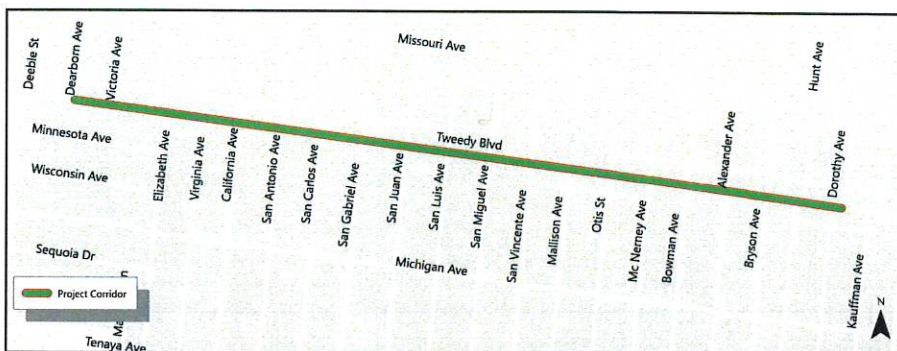 Missouri Ave
Hunt Ave
Deeble St
Dearborn Ave
Victoria Ave
Tweedy Blvd
Minnesota Ave
Wisconsin Ave
Elizabeth Ave
Virginia Ave
California Ave
San Antonio Ave
San Carlos Ave
San Gabriel Ave
San Juan Ave
San Luis Ave
San Miguel Ave
San Vincente Ave
Mallison Ave
Otis St
Mc Nerney Ave
Bowman Ave
Alexander Ave
Bryson Ave
Dorothy Ave
Kauffman Ave
Sequoia Dr
Michigan Ave
Project Corridor
Tenaya Ave
N